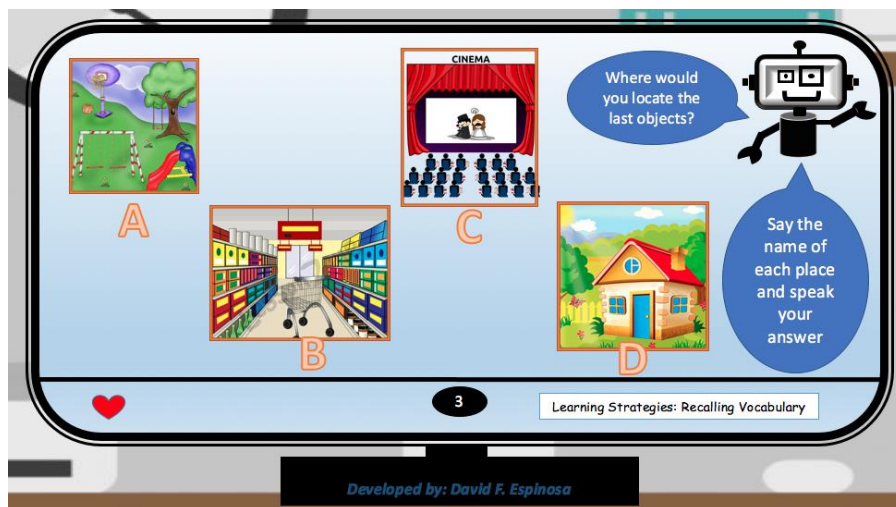 CINEMA
Where would
you locate the
last objects?
A
C
B
D
Say the
name of
each place
and speak
your
answer
3
Learning Strategies: Recalling Vocabulary
Developed by: David F. Espinosa